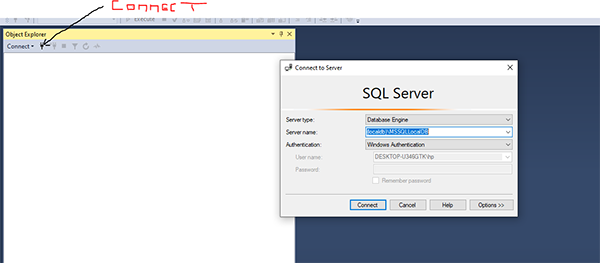 Connect
Execute
Object Explorer
Connect
Connect to Server
SQL Server
Server type: Database Engine
Server name: (localdb)\MSSQLLocalDB
Authentication: Windows Authentication
User name: DESKTOP-U349GTK\hp
Password:
Remember password
Connect Cancel Help Options >>